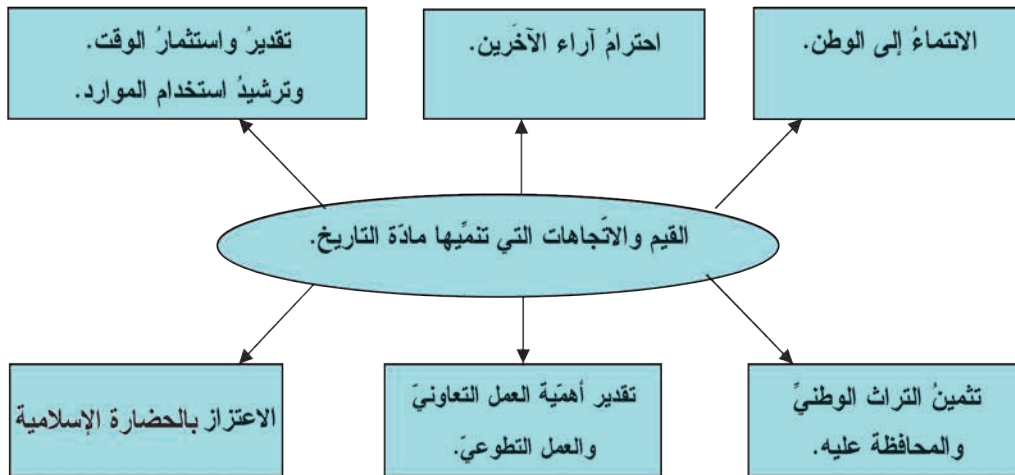 الانتماءُ إلى الوطن.
احترامُ آراء الآخَرين.
تقديرُ واستثمارُ الوقت.
وترشيدُ استخدام الموارد.
القيم والاتّجاهات التي تنمِّيها مادّة التاريخ.
تثمينُ التراث الوطنيِّ
والمحافظة عليه.
تقدير أهمّية العمل التعاونيّ
والعمل التطوعيّ.
الاعتزاز بالحضارة الإسلامية